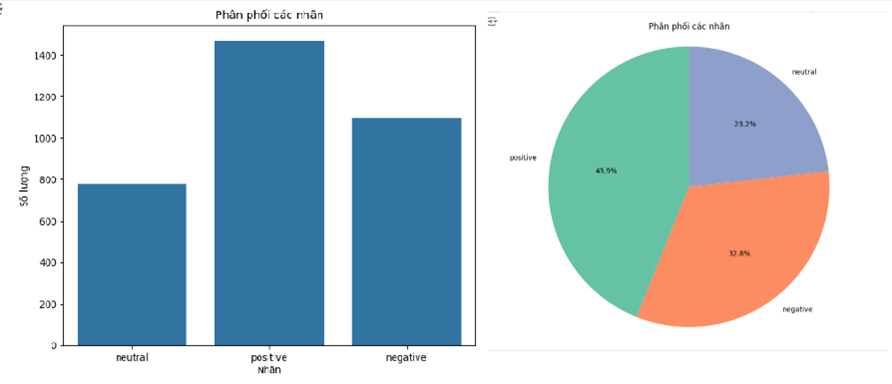 Phân phối các nhãn
1400
1200
1000
800
600
400
200
0
Số lượng
neutral positive negative
Nhãn
Phân phối các nhãn
neutral
23.2%
positive
43.9%
32.8%
negative